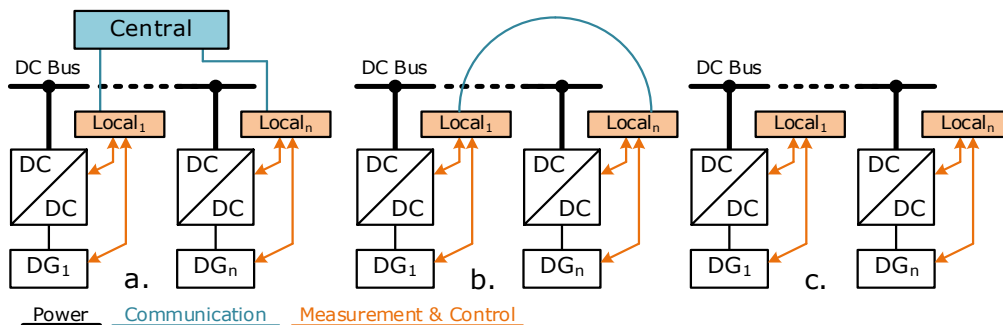 Central
DC Bus DC Bus DC Bus
Local₁ Localₙ Local₁ Localₙ Local₁ Localₙ
DC DC DC DC DC DC
DC DC DC DC DC DC
DG₁ DGₙ DG₁ DGₙ DG₁ DGₙ
a. b. c.
Power Communication Measurement & Control